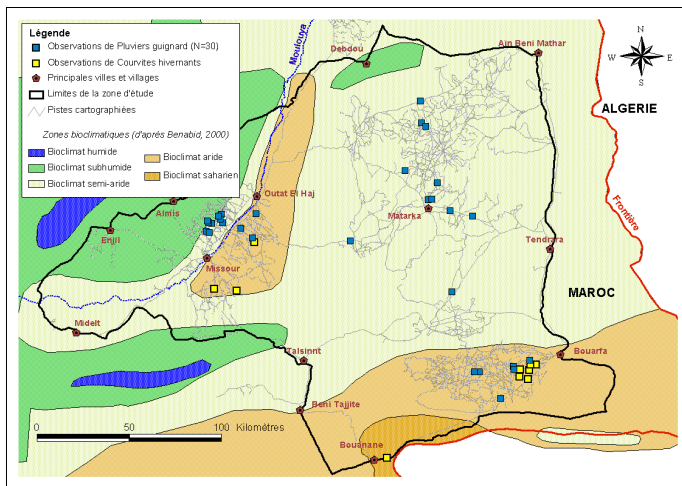 Légende
Observations de Pluviers guignard (N=30)
Observations de Courvites hivernants
Principales villes et villages
Limites de la zone d'étude
Pistes cartographiées
Zones bioclimatiques (d'après Benabid, 2000)
Bioclimat humide
Bioclimat subhumide
Bioclimat semi-aride
Bioclimat aride
Bioclimat saharien
Moulouya
Debdou
Aïn Beni Mathar
N
W E
S
ALGERIE
Frontière
Outat El Haj
Almis
Enjil
Matarka
Missour
Tendrara
MAROC
Midelt
Talsinnt
Bouarfa
Beni Tajjite
Bouanane
0 50 100 Kilomètres